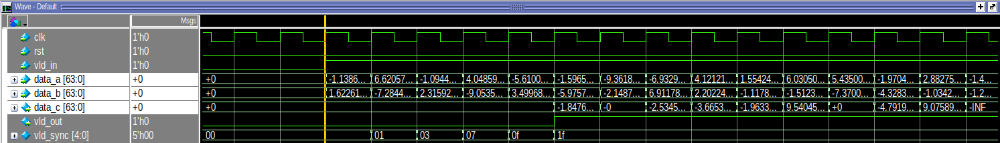 Wave - Default
Msgs
clk 1'h0
rst 1'h0
vld_in 1'h0
data_a [63:0] +0 +0 -1.1386... 6.62057... -1.0944... 4.04859... -5.6100... -1.5965... -9.3618... -6.9329... 4.12121... 1.55424... 6.03050... 5.43500... -1.9704... 2.88275... -1.4...
data_b [63:0] +0 +0 1.62261... -7.2844... 2.31592... -9.0535... 3.49968... -5.9757... -2.1487... 6.91178... 2.20224... -1.1178... -1.5123... -7.3700... -4.3283... -1.0342... -1.2...
data_c [63:0] +0 +0 -1.8476... -0 -2.5345... -3.6653... -1.9633... 9.54045... +0 -4.7919... 9.07589... -INF
vld_out 1'h0
vld_sync [4:0] 5'h00 00 01 03 07 0f 1f